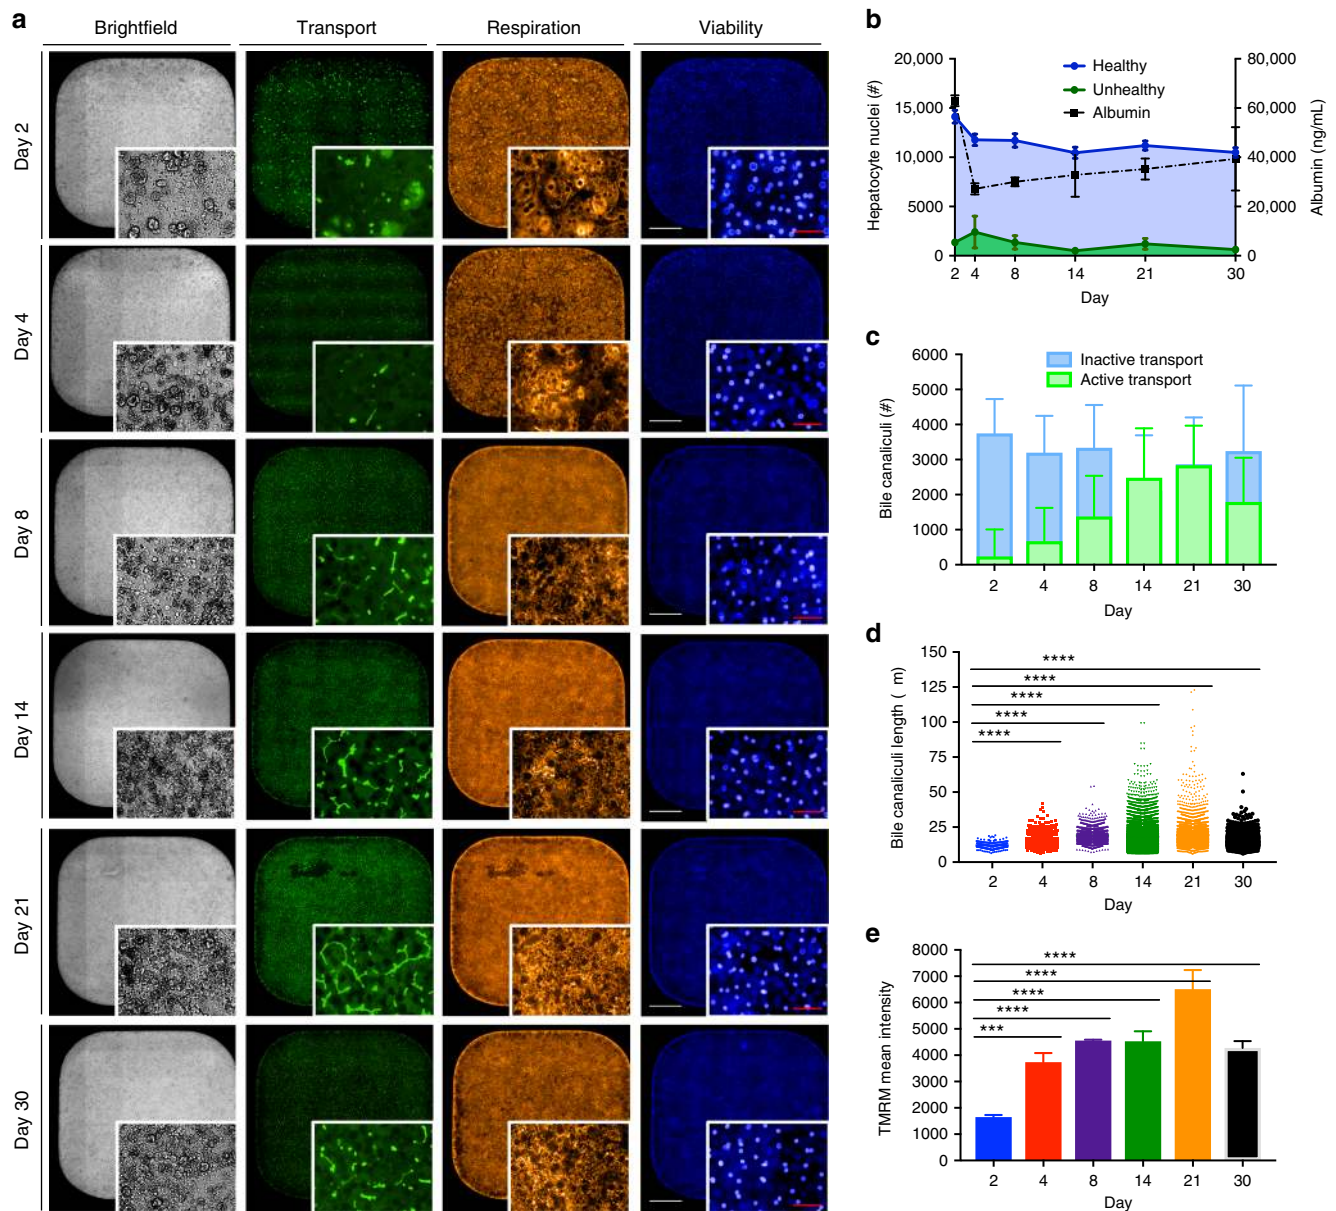 a
Brightfield Transport Respiration Viability
Day 2
Day 4
Day 8
Day 14
Day 21
Day 30
b
20,000
15,000
10,000
5000
0
Hepatocyte nuclei (#)
Healthy
Unhealthy
Albumin
80,000
60,000
40,000
20,000
0
Albumin (ng/mL)
2 4 8 14 21 30
Day
c
6000
5000
4000
3000
2000
1000
0
Bile canaliculi (#)
Inactive transport
Active transport
2 4 8 14 21 30
Day
d
150
125
100
75
50
25
0
Bile canaliculi length ( m)
****
****
****
****
****
2 4 8 14 21 30
Day
e
8000
7000
6000
5000
4000
3000
2000
1000
0
TMRM mean intensity
****
****
****
****
***
2 4 8 14 21 30
Day